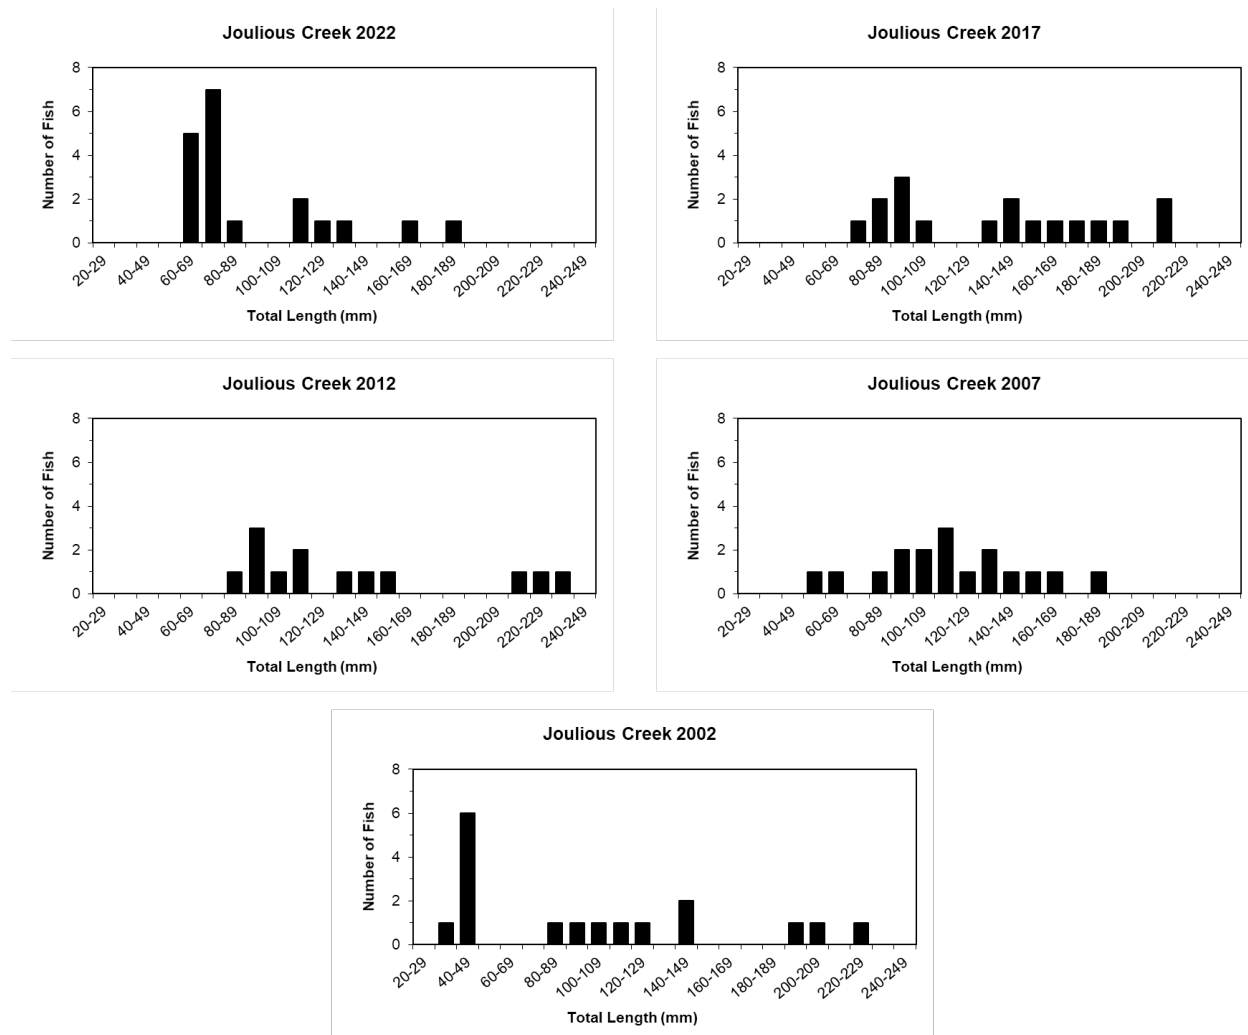 Joulious Creek 2022
8
6
4
2
0
Number of Fish
20-29 40-49 60-69 80-89 100-109 120-129 140-149 160-169 180-189 200-209 220-229 240-249
Total Length (mm)
Joulious Creek 2017
8
6
4
2
0
Number of Fish
20-29 40-49 60-69 80-89 100-109 120-129 140-149 160-169 180-189 200-209 220-229 240-249
Total Length (mm)
Joulious Creek 2012
8
6
4
2
0
Number of Fish
20-29 40-49 60-69 80-89 100-109 120-129 140-149 160-169 180-189 200-209 220-229 240-249
Total Length (mm)
Joulious Creek 2007
8
6
4
2
0
Number of Fish
20-29 40-49 60-69 80-89 100-109 120-129 140-149 160-169 180-189 200-209 220-229 240-249
Total Length (mm)
Joulious Creek 2002
8
6
4
2
0
Number of Fish
20-29 40-49 60-69 80-89 100-109 120-129 140-149 160-169 180-189 200-209 220-229 240-249
Total Length (mm)